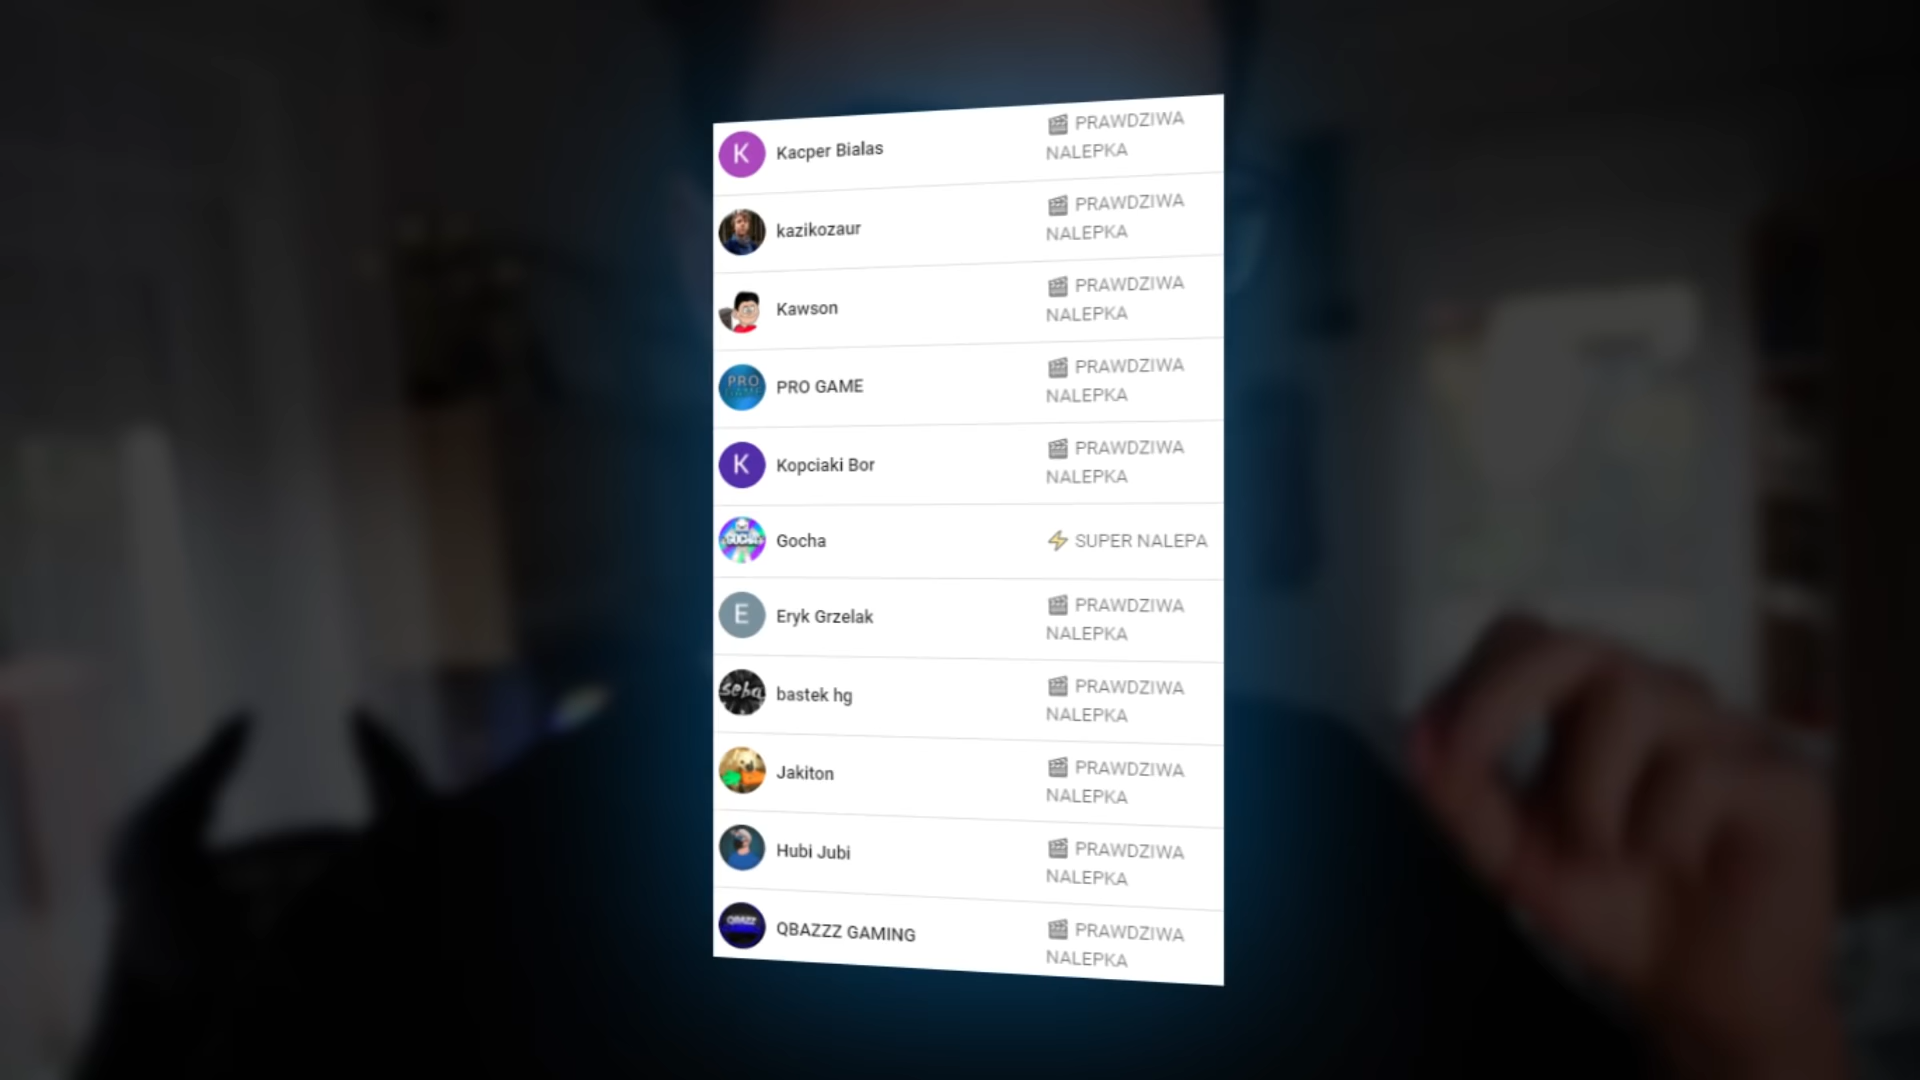 K Kacper Bialas 🎬 PRAWDZIWA
NALEPKA
kazikozaur 🎬 PRAWDZIWA
NALEPKA
Kawson 🎬 PRAWDZIWA
NALEPKA
PRO PRO GAME 🎬 PRAWDZIWA
NALEPKA
K Kopciaki Bor 🎬 PRAWDZIWA
NALEPKA
Gocha ⚡ SUPER NALEPA
E Eryk Grzelak 🎬 PRAWDZIWA
NALEPKA
seba bastek hg 🎬 PRAWDZIWA
NALEPKA
Jakiton 🎬 PRAWDZIWA
NALEPKA
Hubi Jubi 🎬 PRAWDZIWA
NALEPKA
QBAZZZ GAMING 🎬 PRAWDZIWA
NALEPKA